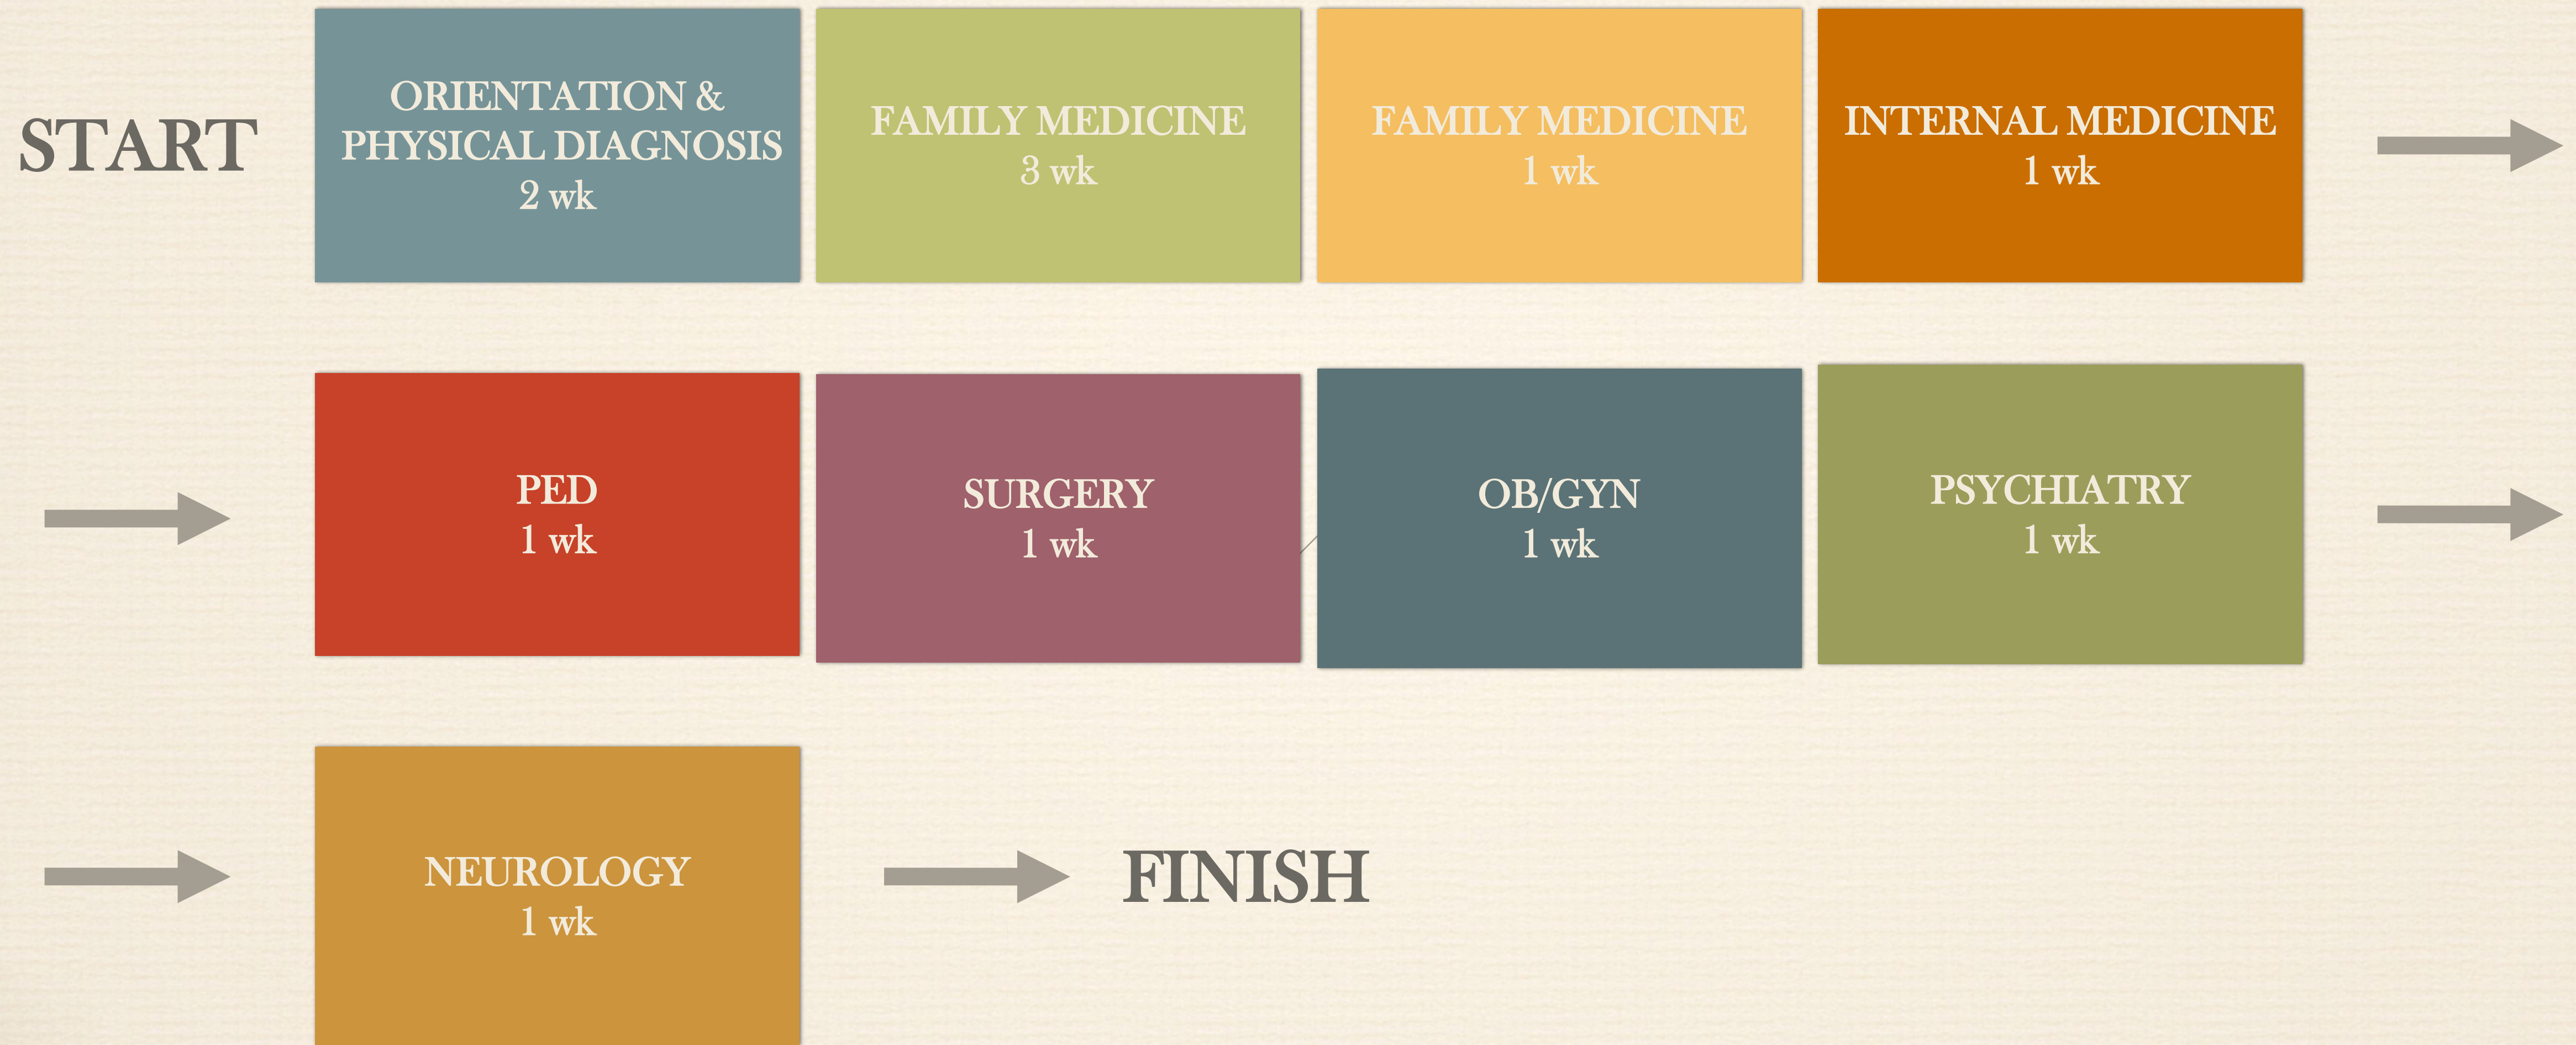 START
ORIENTATION &
PHYSICAL DIAGNOSIS
2 wk
FAMILY MEDICINE
3 wk
FAMILY MEDICINE
1 wk
INTERNAL MEDICINE
1 wk
PED
1 wk
SURGERY
1 wk
OB/GYN
1 wk
PSYCHIATRY
1 wk
NEUROLOGY
1 wk
FINISH